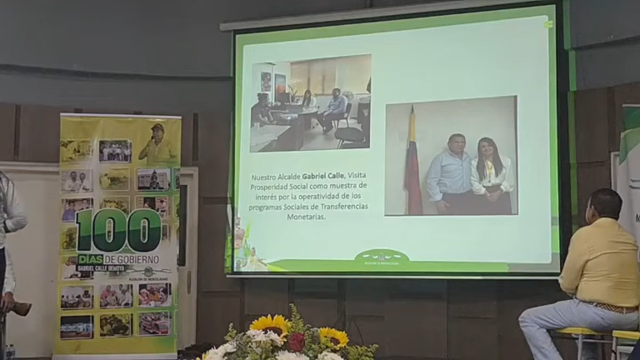 Nuestro Alcalde Gabriel Calle, Visita
Prosperidad Social como muestra de
interés por la operatividad de los
programas Sociales de Transferencias
Monetarias.
100
DÍAS DE GOBIERNO
GABRIEL CALLE DEMOYA